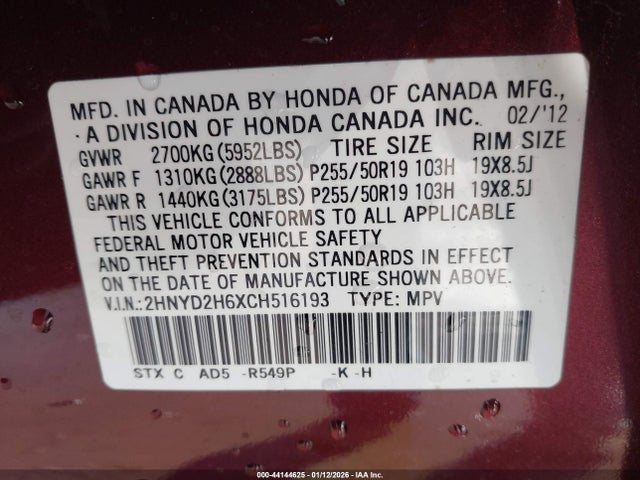 MFD. IN CANADA BY HONDA OF CANADA MFG.,
A DIVISION OF HONDA CANADA INC. 02/'12
GVWR 2700KG(5952LBS) TIRE SIZE RIM SIZE
GAWR F 1310KG(2888LBS) P255/50R19 103H 19X8.5J
GAWR R 1440KG(3175LBS) P255/50R19 103H 19X8.5J
THIS VEHICLE CONFORMS TO ALL APPLICABLE
FEDERAL MOTOR VEHICLE SAFETY
AND THEFT PREVENTION STANDARDS IN EFFECT
ON THE DATE OF MANUFACTURE SHOWN ABOVE.
V.I.N.:2HNYD2H6XCH516193 TYPE: MPV
STX C AD5 -R549P -K -H
000-44144625 - 01/12/2026 - IAA Inc.